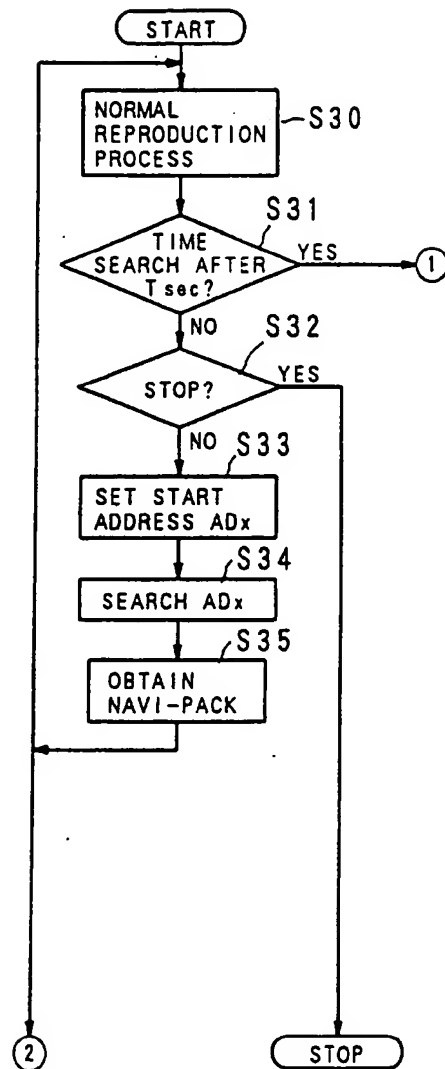 START
NORMAL
REPRODUCTION
PROCESS
S30
S31
TIME
SEARCH AFTER
Tsec?
YES
1
NO
S32
STOP?
YES
NO
S33
SET START
ADDRESS ADx
S34
SEARCH ADx
S35
OBTAIN
NAVI-PACK
2
STOP